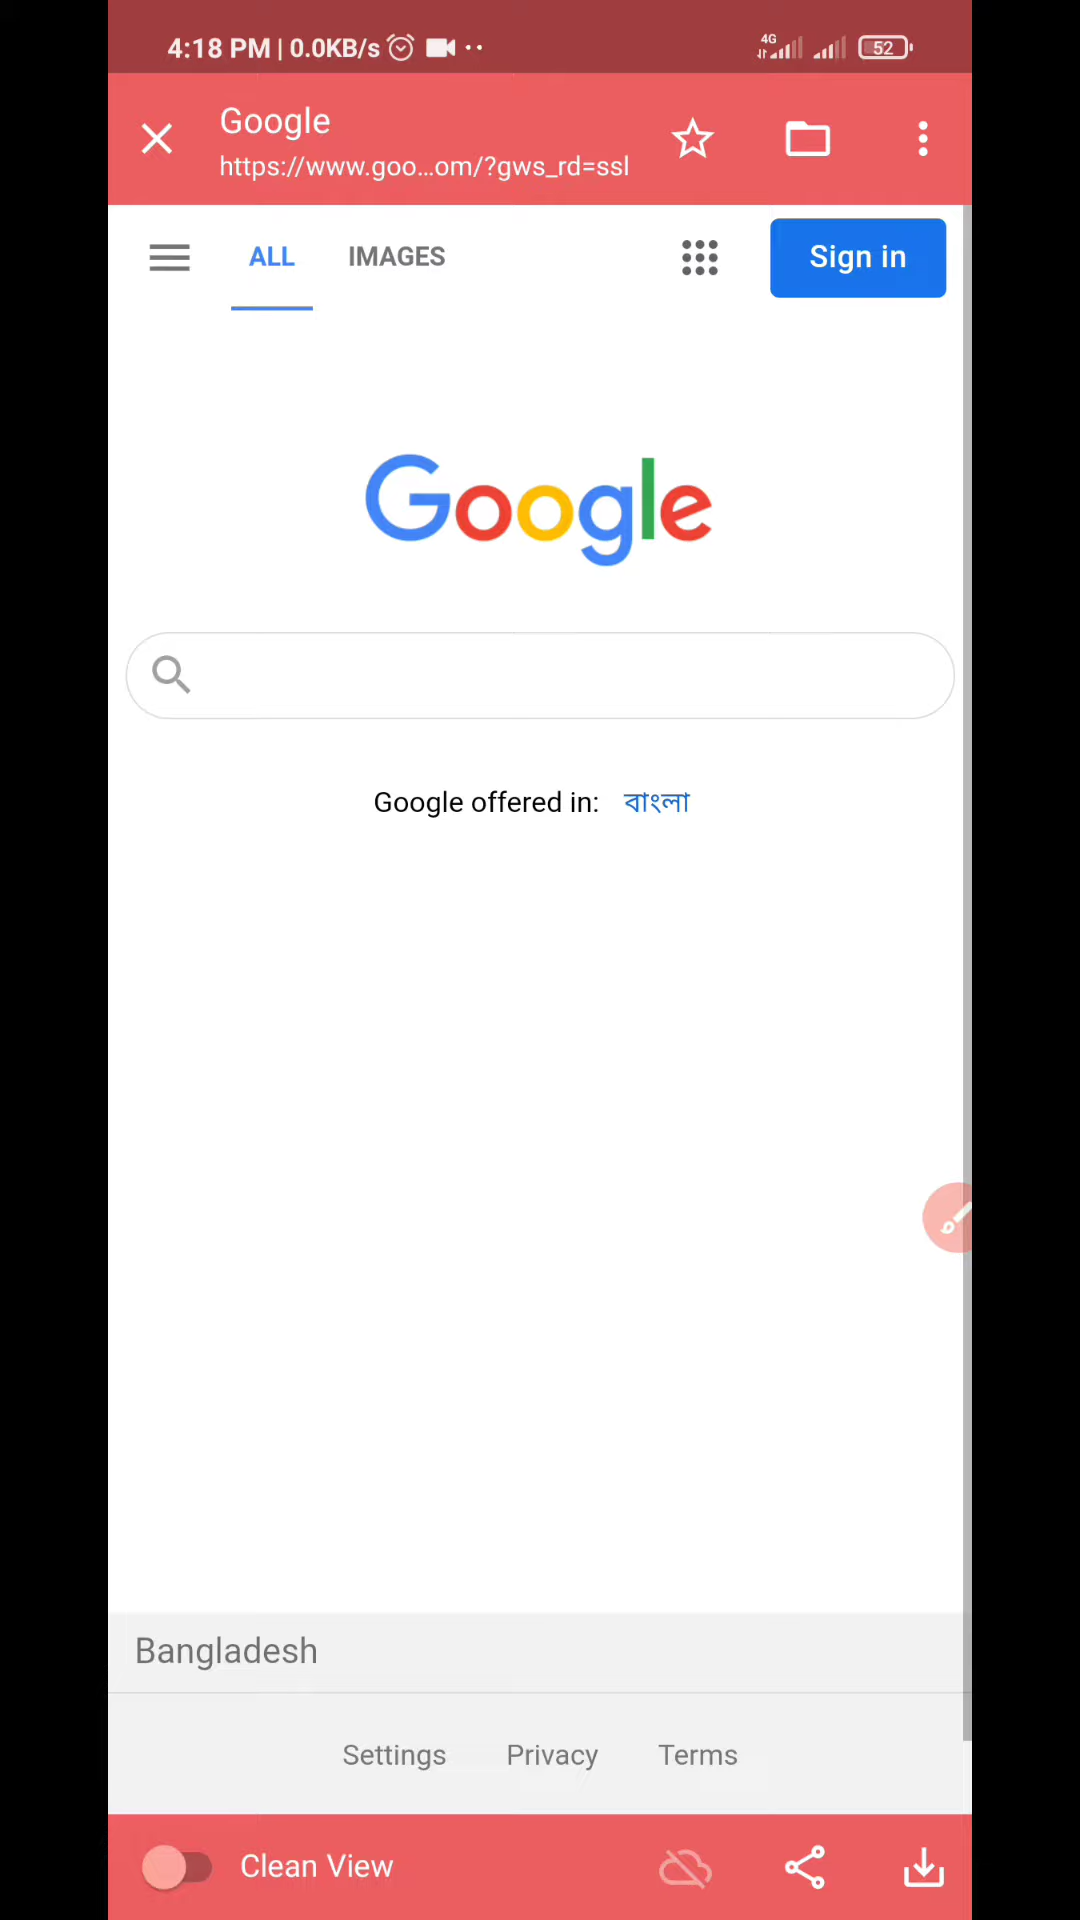 4:18 PM | 0.0KB/s
4G
52
Google
https://www.goo...om/?gws_rd=ssl
ALL IMAGES
Sign in
Google
Google offered in: বাংলা
Bangladesh
Settings Privacy Terms
Clean View